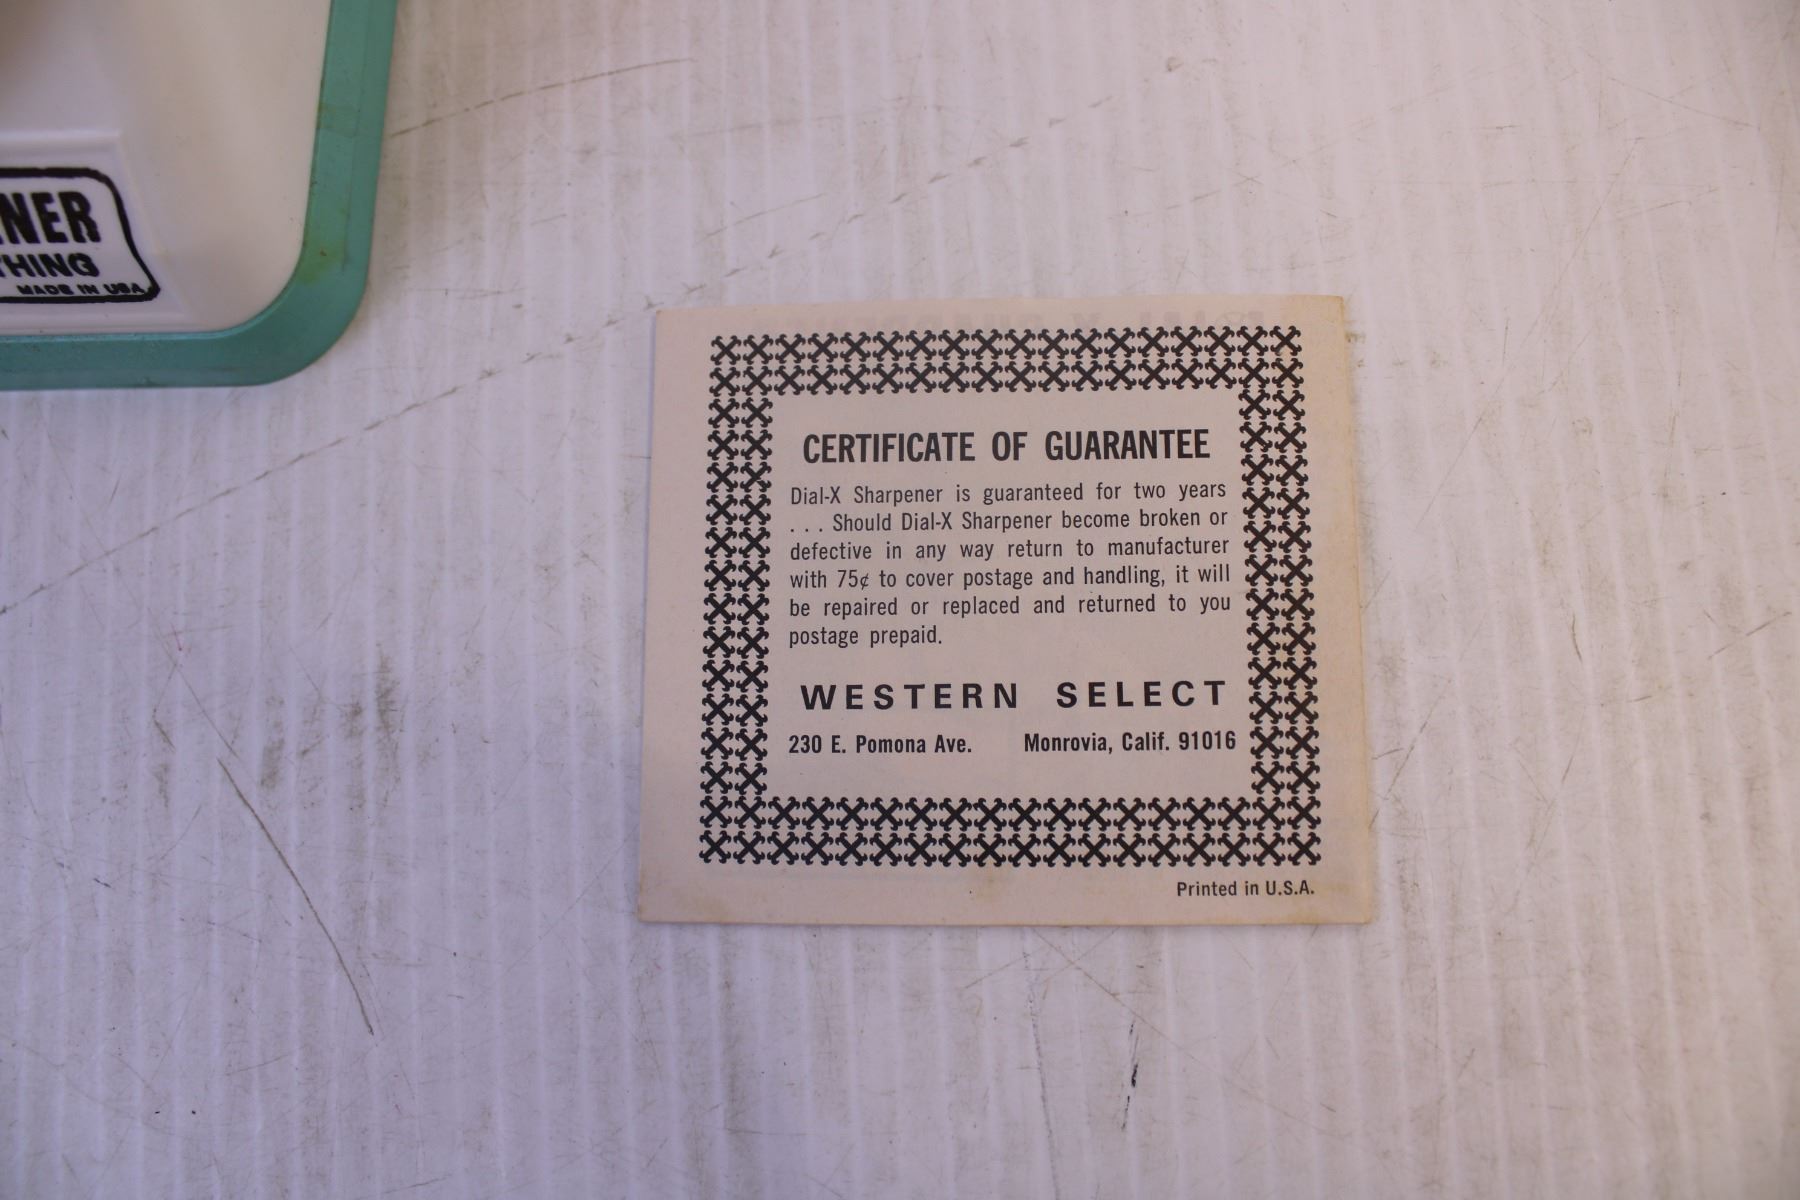 NER
THING
MADE IN USA
CERTIFICATE OF GUARANTEE
Dial-X Sharpener is guaranteed for two years
. . . Should Dial-X Sharpener become broken or
defective in any way return to manufacturer
with 75¢ to cover postage and handling, it will
be repaired or replaced and returned to you
postage prepaid.
WESTERN SELECT
230 E. Pomona Ave. Monrovia, Calif. 91016
Printed in U.S.A.